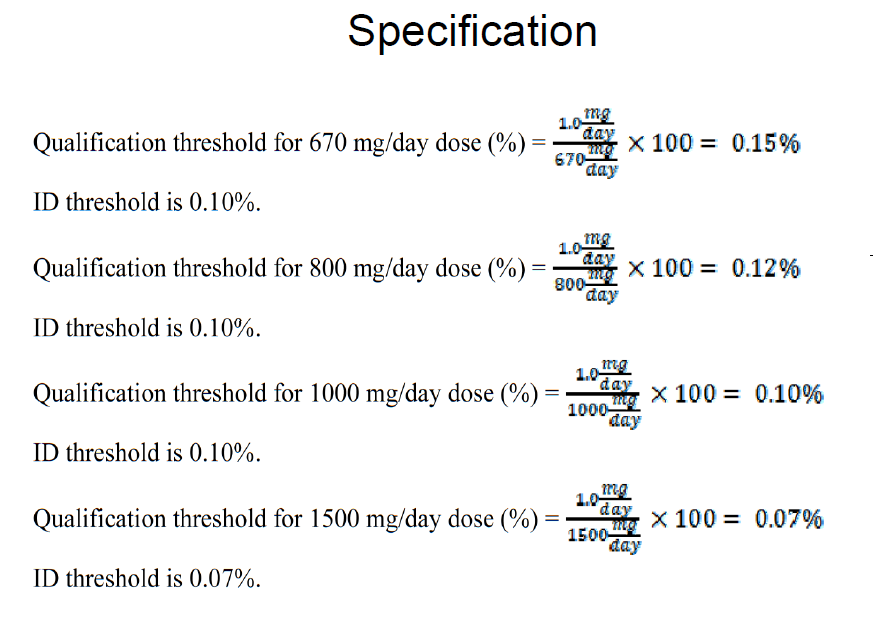 Specification
Qualification threshold for 670 mg/day dose (%) = 1.0 mg/day / 670 mg/day × 100 = 0.15%
ID threshold is 0.10%.
Qualification threshold for 800 mg/day dose (%) = 1.0 mg/day / 800 mg/day × 100 = 0.12%
ID threshold is 0.10%.
Qualification threshold for 1000 mg/day dose (%) = 1.0 mg/day / 1000 mg/day × 100 = 0.10%
ID threshold is 0.10%.
Qualification threshold for 1500 mg/day dose (%) = 1.0 mg/day / 1500 mg/day × 100 = 0.07%
ID threshold is 0.07%.